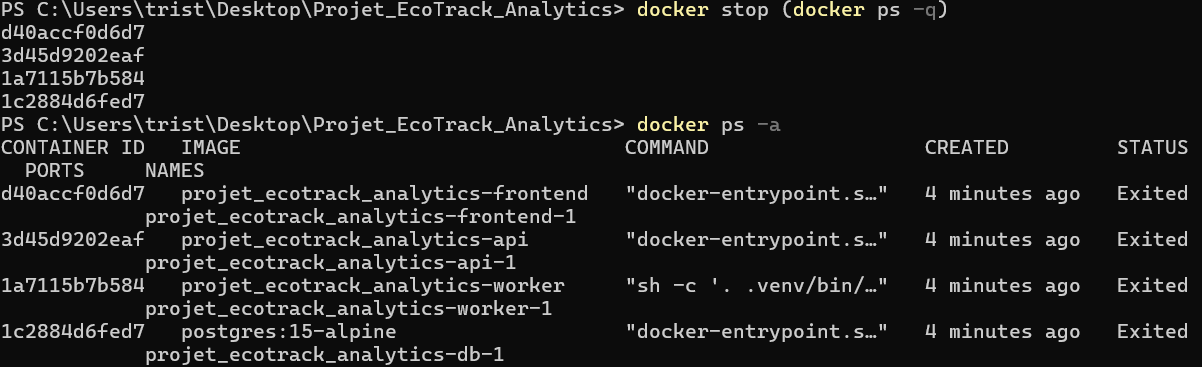 PS C:\Users\trist\Desktop\Projet_EcoTrack_Analytics> docker stop (docker ps -q)
d40accf0d6d7
3d45d9202eaf
1a7115b7b584
1c2884d6fed7
PS C:\Users\trist\Desktop\Projet_EcoTrack_Analytics> docker ps -a
CONTAINER ID   IMAGE                                COMMAND                  CREATED         STATUS
  PORTS     NAMES
d40accf0d6d7   projet_ecotrack_analytics-frontend   "docker-entrypoint.s…"   4 minutes ago   Exited
            projet_ecotrack_analytics-frontend-1
3d45d9202eaf   projet_ecotrack_analytics-api        "docker-entrypoint.s…"   4 minutes ago   Exited
            projet_ecotrack_analytics-api-1
1a7115b7b584   projet_ecotrack_analytics-worker     "sh -c '. .venv/bin/…"   4 minutes ago   Exited
            projet_ecotrack_analytics-worker-1
1c2884d6fed7   postgres:15-alpine                   "docker-entrypoint.s…"   4 minutes ago   Exited
            projet_ecotrack_analytics-db-1